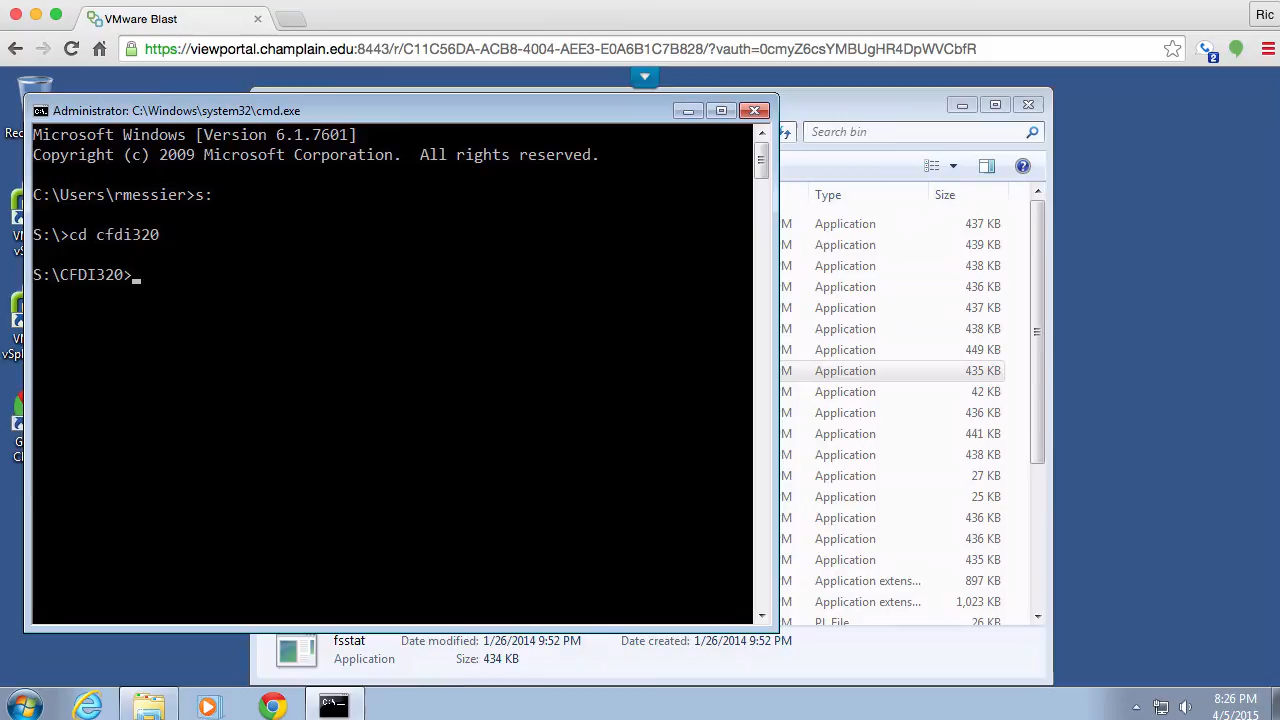 VMware Blast
Ric
https://viewportal.champlain.edu:8443/r/C11C56DA-ACB8-4004-AEE3-E0A6B1C7B828/?vauth=0cmyZ6csYMBUgHR4DpWVCbfR
2
Administrator: C:\Windows\system32\cmd.exe
Search bin
Microsoft Windows [Version 6.1.7601]
Copyright (c) 2009 Microsoft Corporation.  All rights reserved.
C:\Users\rmessier>s:
S:\>cd cfdi320
S:\CFDI320>
Type Size
M Application 437 KB
M Application 439 KB
M Application 438 KB
M Application 436 KB
M Application 437 KB
M Application 438 KB
M Application 449 KB
M Application 435 KB
M Application 42 KB
M Application 436 KB
M Application 441 KB
M Application 438 KB
M Application 27 KB
M Application 25 KB
M Application 436 KB
M Application 436 KB
M Application 435 KB
M Application extens... 897 KB
M Application extens... 1,023 KB
M PL File 26 KB
fsstat Date modified: 1/26/2014 9:52 PM Date created: 1/26/2014 9:52 PM
Application Size: 434 KB
8:26 PM
4/5/2015